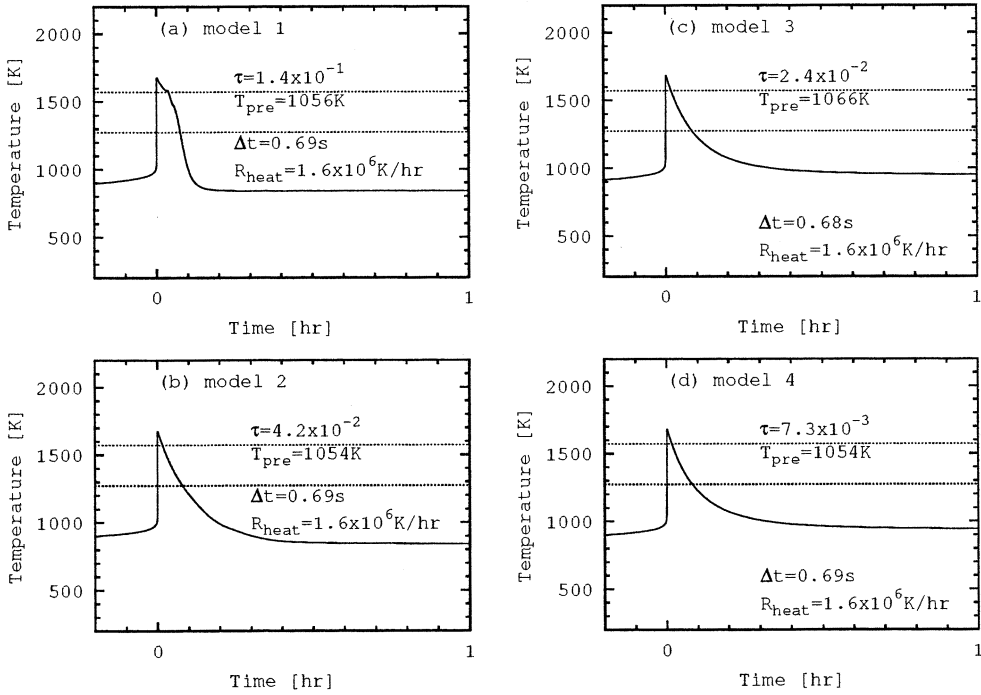 (a) model 1
2000
1500
1000
500
Temperature [K]
τ=1.4x10⁻¹
T_pre=1056K
Δt=0.69s
R_heat=1.6x10⁶K/hr
0
1
Time [hr]
(b) model 2
2000
1500
1000
500
Temperature [K]
τ=4.2x10⁻²
T_pre=1054K
Δt=0.69s
R_heat=1.6x10⁶K/hr
0
1
Time [hr]
(c) model 3
2000
1500
1000
500
Temperature [K]
τ=2.4x10⁻²
T_pre=1066K
Δt=0.68s
R_heat=1.6x10⁶K/hr
0
1
Time [hr]
(d) model 4
2000
1500
1000
500
Temperature [K]
τ=7.3x10⁻³
T_pre=1054K
Δt=0.69s
R_heat=1.6x10⁶K/hr
0
1
Time [hr]